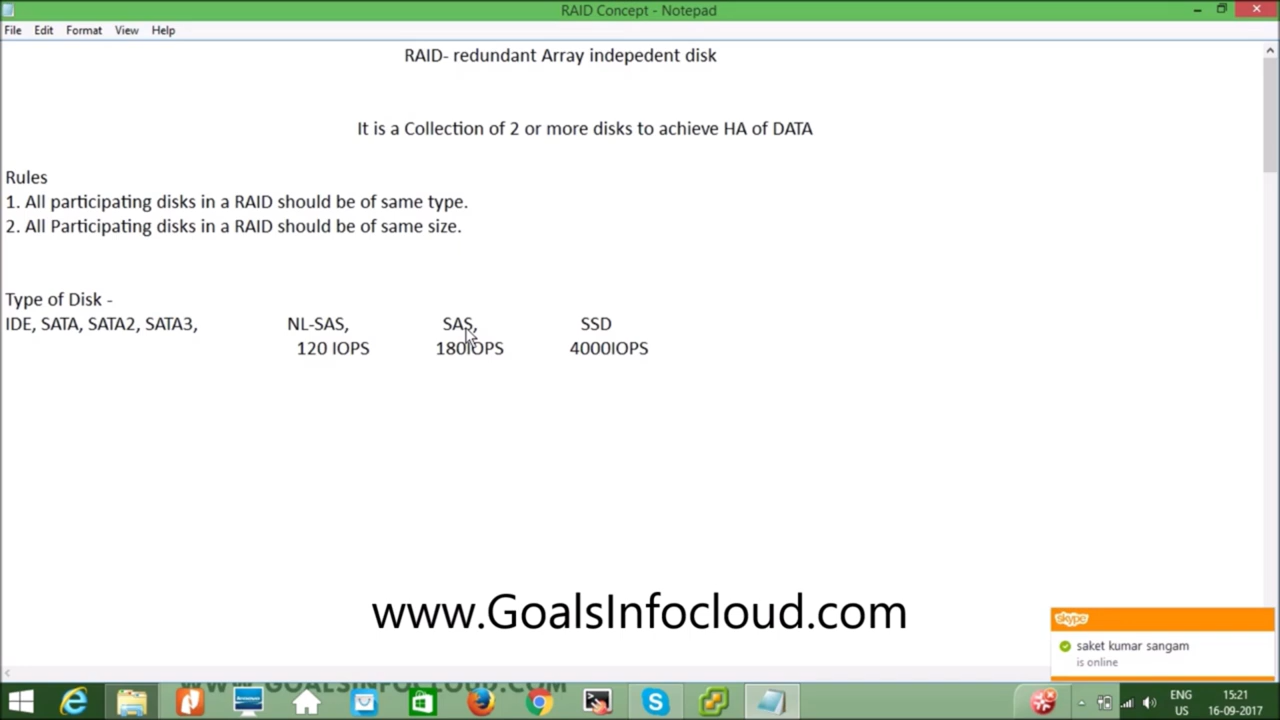 RAID Concept - Notepad
File Edit Format View Help
RAID- redundant Array indepedent disk
It is a Collection of 2 or more disks to achieve HA of DATA
Rules
1. All participating disks in a RAID should be of same type.
2. All Participating disks in a RAID should be of same size.
Type of Disk -
IDE, SATA, SATA2, SATA3, NL-SAS, SAS, SSD
120 IOPS 180IOPS 4000IOPS
www.GoalsInfocloud.com
skype
saket kumar sangam
is online
WWW.GOALSINFOCLOUD.COM
ENG 15:21
US 16-09-2017